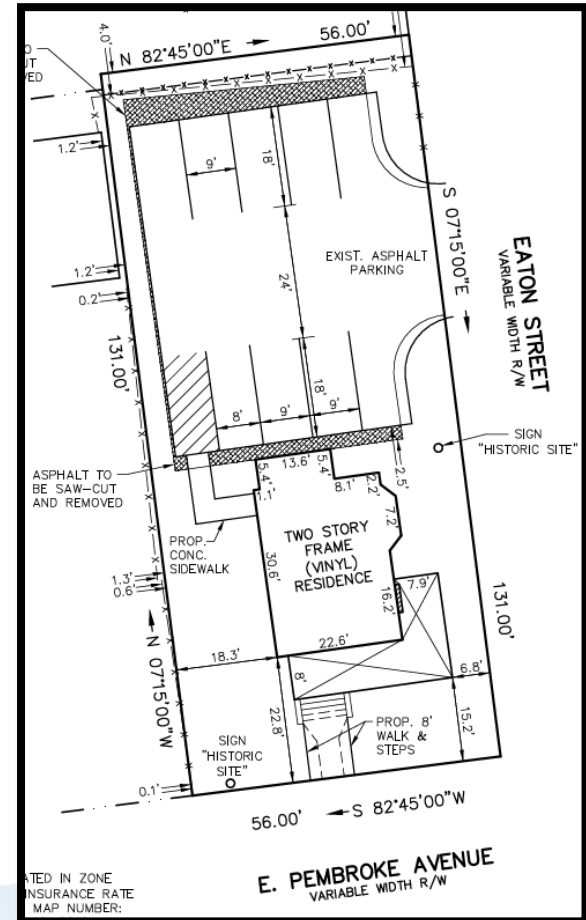 4.0'
N 82°45'00"E
56.00'
O
UT
VED
1.2'
9'
18'
S 07°15'00"E
EXIST. ASPHALT
PARKING
EATON STREET
VARIABLE WIDTH R/W
1.2'
0.2'
24'
131.00'
18'
8'
9'
9'
SIGN
"HISTORIC SITE"
ASPHALT TO
BE SAW-CUT
AND REMOVED
5.4'
13.6'
5.4'
8.1'
2.2'
2.5'
1.1'
7.2'
PROP.
CONC.
SIDEWALK
TWO STORY
FRAME
(VINYL)
RESIDENCE
30.6'
1.3'
0.6'
16.2'
7.9'
131.00'
N 07°15'00"W
18.3'
22.6'
8'
6.8'
22.8'
15.2'
PROP. 8'
WALK &
STEPS
SIGN
"HISTORIC
SITE"
0.1'
56.00'
S 82°45'00"W
E. PEMBROKE AVENUE
VARIABLE WIDTH R/W
ATED IN ZONE
INSURANCE RATE
MAP NUMBER: